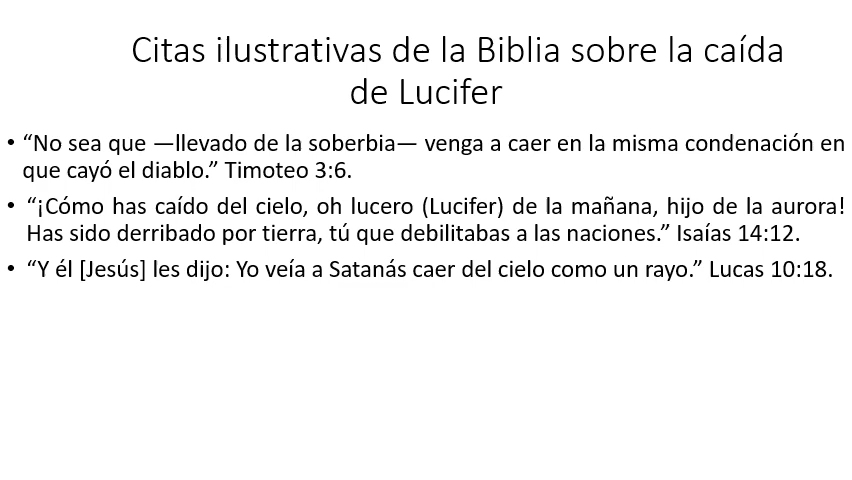 Citas ilustrativas de la Biblia sobre la caída
de Lucifer
• “No sea que —llevado de la soberbia— venga a caer en la misma condenación en
que cayó el diablo.” Timoteo 3:6.
• “¡Cómo has caído del cielo, oh lucero (Lucifer) de la mañana, hijo de la aurora!
Has sido derribado por tierra, tú que debilitabas a las naciones.” Isaías 14:12.
• “Y él [Jesús] les dijo: Yo veía a Satanás caer del cielo como un rayo.” Lucas 10:18.